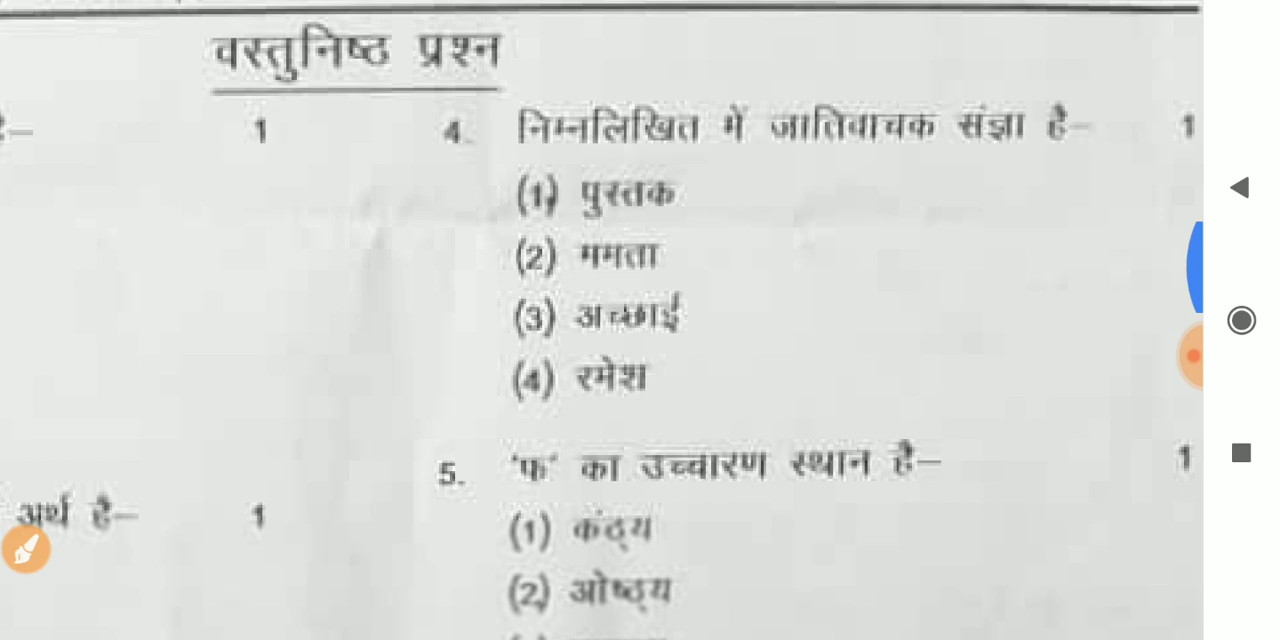 वस्तुनिष्ठ प्रश्न
है— 1
अर्थ है— 1
4. निम्नलिखित में जातिवाचक संज्ञा है— 1
(1) पुस्तक
(2) ममता
(3) अच्छाई
(4) रमेश
5. 'फ' का उच्चारण स्थान है— 1
(1) कंठ्य
(2) ओष्ठ्य